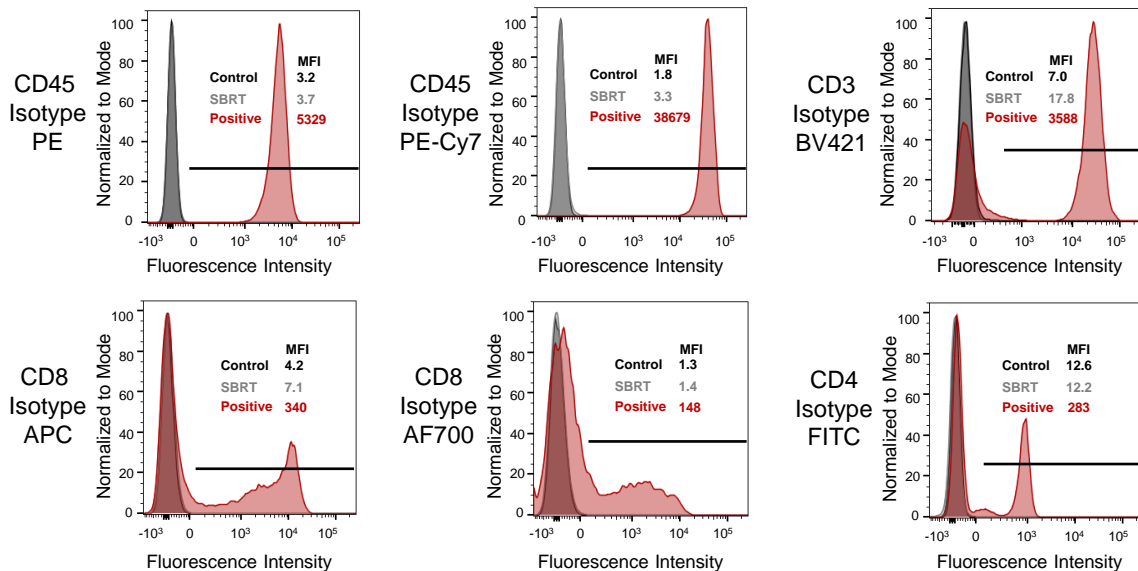 CD45
Isotype
PE
Normalized to Mode
100
80
60
40
20
0
MFI
Control 3.2
SBRT 3.7
Positive 5329
-10³ 0 10³ 10⁴ 10⁵
Fluorescence Intensity
CD45
Isotype
PE-Cy7
Normalized to Mode
100
80
60
40
20
0
MFI
Control 1.8
SBRT 3.3
Positive 38679
-10³ 0 10³ 10⁴ 10⁵
Fluorescence Intensity
CD3
Isotype
BV421
Normalized to Mode
100
80
60
40
20
0
MFI
Control 7.0
SBRT 17.8
Positive 3588
-10³ 0 10³ 10⁴ 10⁵
Fluorescence Intensity
CD8
Isotype
APC
Normalized to Mode
100
80
60
40
20
0
MFI
Control 4.2
SBRT 7.1
Positive 340
-10³ 0 10³ 10⁴ 10⁵
Fluorescence Intensity
CD8
Isotype
AF700
Normalized to Mode
100
80
60
40
20
0
MFI
Control 1.3
SBRT 1.4
Positive 148
-10³ 0 10³ 10⁴ 10⁵
Fluorescence Intensity
CD4
Isotype
FITC
Normalized to Mode
100
80
60
40
20
0
MFI
Control 12.6
SBRT 12.2
Positive 283
-10³ 0 10³ 10⁴ 10⁵
Fluorescence Intensity